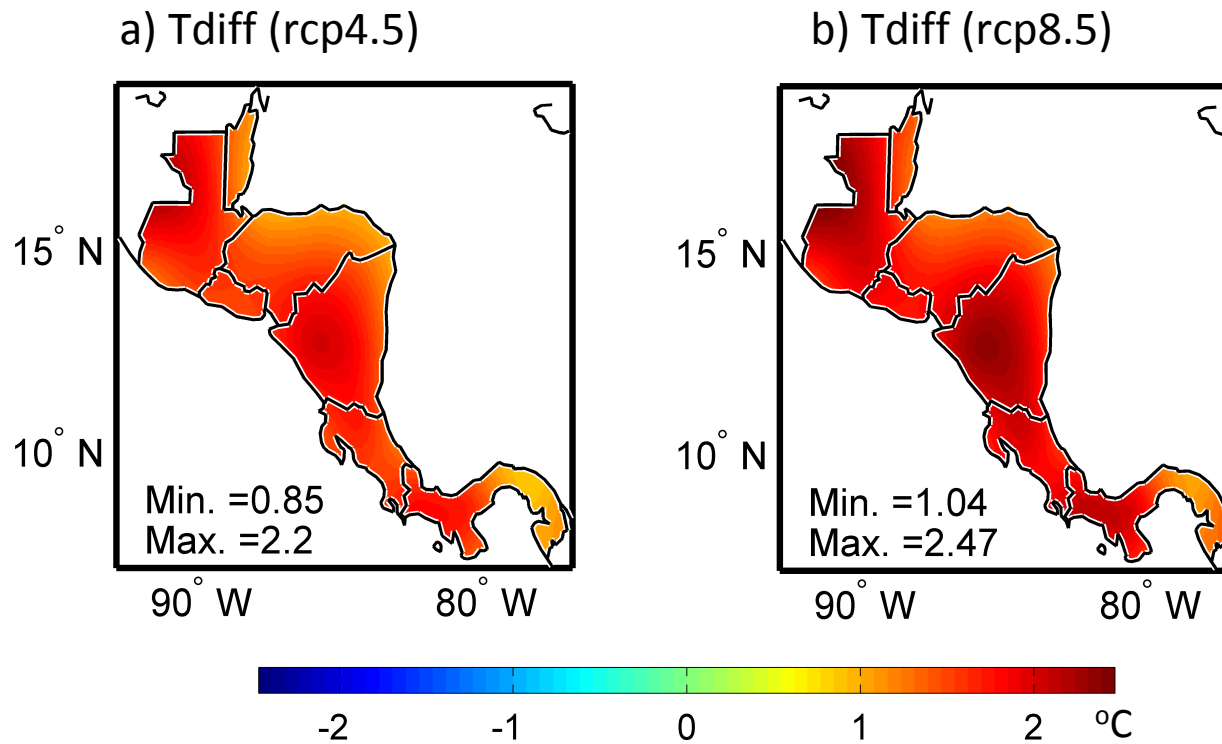 a) Tdiff (rcp4.5)
b) Tdiff (rcp8.5)
15° N
10° N
Min. =0.85
Max. =2.2
90° W
80° W
15° N
10° N
Min. =1.04
Max. =2.47
90° W
80° W
-2 -1 0 1 2 ºC